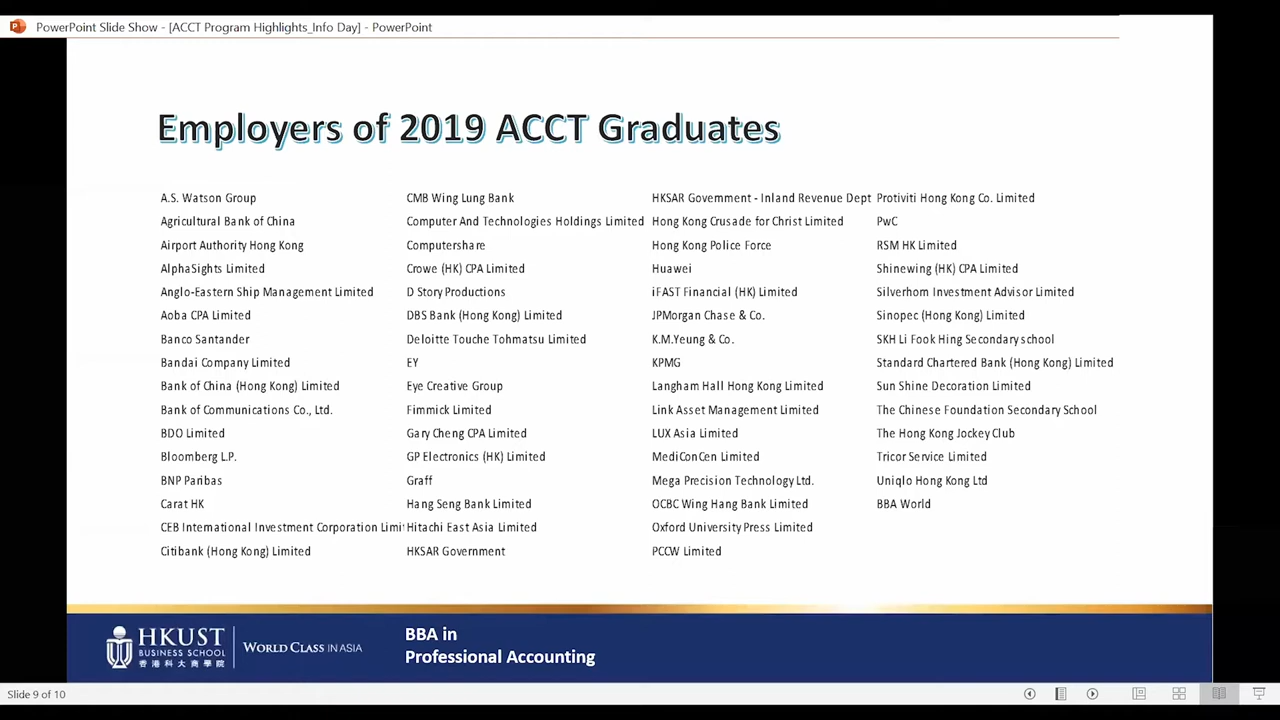 PowerPoint Slide Show - [ACCT Program Highlights_Info Day] - PowerPoint
Employers of 2019 ACCT Graduates
A.S. Watson Group
Agricultural Bank of China
Airport Authority Hong Kong
AlphaSights Limited
Anglo-Eastern Ship Management Limited
Aoba CPA Limited
Banco Santander
Bandai Company Limited
Bank of China (Hong Kong) Limited
Bank of Communications Co., Ltd.
BDO Limited
Bloomberg L.P.
BNP Paribas
Carat HK
CEB International Investment Corporation Limi
Citibank (Hong Kong) Limited
CMB Wing Lung Bank
Computer And Technologies Holdings Limited
Computershare
Crowe (HK) CPA Limited
D Story Productions
DBS Bank (Hong Kong) Limited
Deloitte Touche Tohmatsu Limited
EY
Eye Creative Group
Fimmick Limited
Gary Cheng CPA Limited
GP Electronics (HK) Limited
Graff
Hang Seng Bank Limited
Hitachi East Asia Limited
HKSAR Government
HKSAR Government - Inland Revenue Dept
Hong Kong Crusade for Christ Limited
Hong Kong Police Force
Huawei
iFAST Financial (HK) Limited
JPMorgan Chase & Co.
K.M.Yeung & Co.
KPMG
Langham Hall Hong Kong Limited
Link Asset Management Limited
LUX Asia Limited
MediConCen Limited
Mega Precision Technology Ltd.
OCBC Wing Hang Bank Limited
Oxford University Press Limited
PCCW Limited
Protiviti Hong Kong Co. Limited
PwC
RSM HK Limited
Shinewing (HK) CPA Limited
Silverhorn Investment Advisor Limited
Sinopec (Hong Kong) Limited
SKH Li Fook Hing Secondary school
Standard Chartered Bank (Hong Kong) Limited
Sun Shine Decoration Limited
The Chinese Foundation Secondary School
The Hong Kong Jockey Club
Tricor Service Limited
Uniqlo Hong Kong Ltd
BBA World
HKUST
BUSINESS SCHOOL
香港科大商學院
WORLD CLASS IN ASIA
BBA in
Professional Accounting
Slide 9 of 10